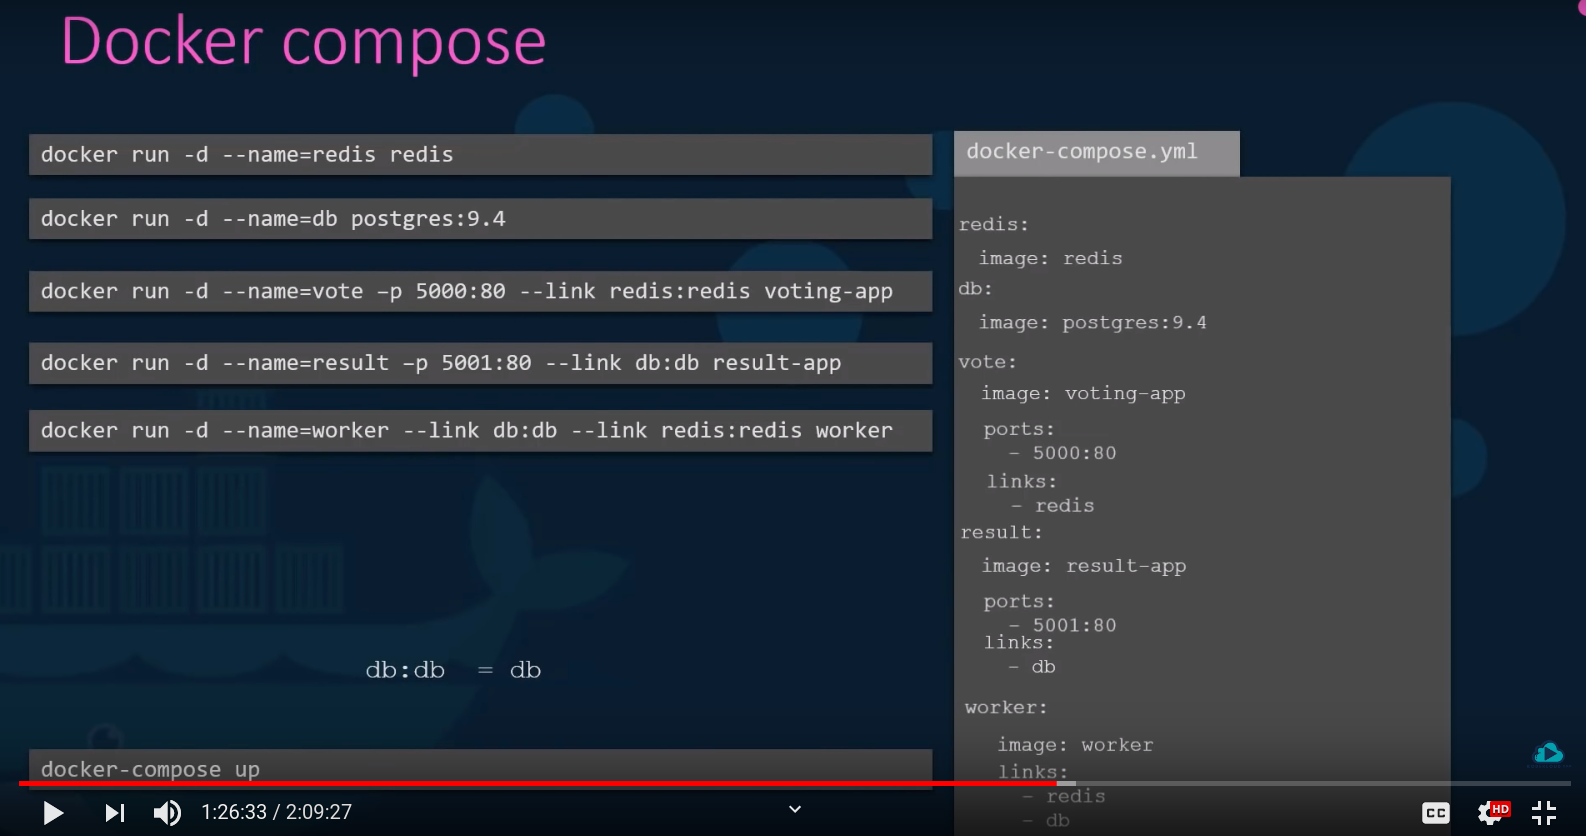 Docker compose
docker run -d --name=redis redis
docker run -d --name=db postgres:9.4
docker run -d --name=vote –p 5000:80 --link redis:redis voting-app
docker run -d --name=result –p 5001:80 --link db:db result-app
docker run -d --name=worker --link db:db --link redis:redis worker
db:db = db
docker-compose up
docker-compose.yml
redis:
image: redis
db:
image: postgres:9.4
vote:
image: voting-app
ports:
- 5000:80
links:
- redis
result:
image: result-app
ports:
- 5001:80
links:
- db
worker:
image: worker
links:
- redis
- db
1:26:33 / 2:09:27
CC
HD